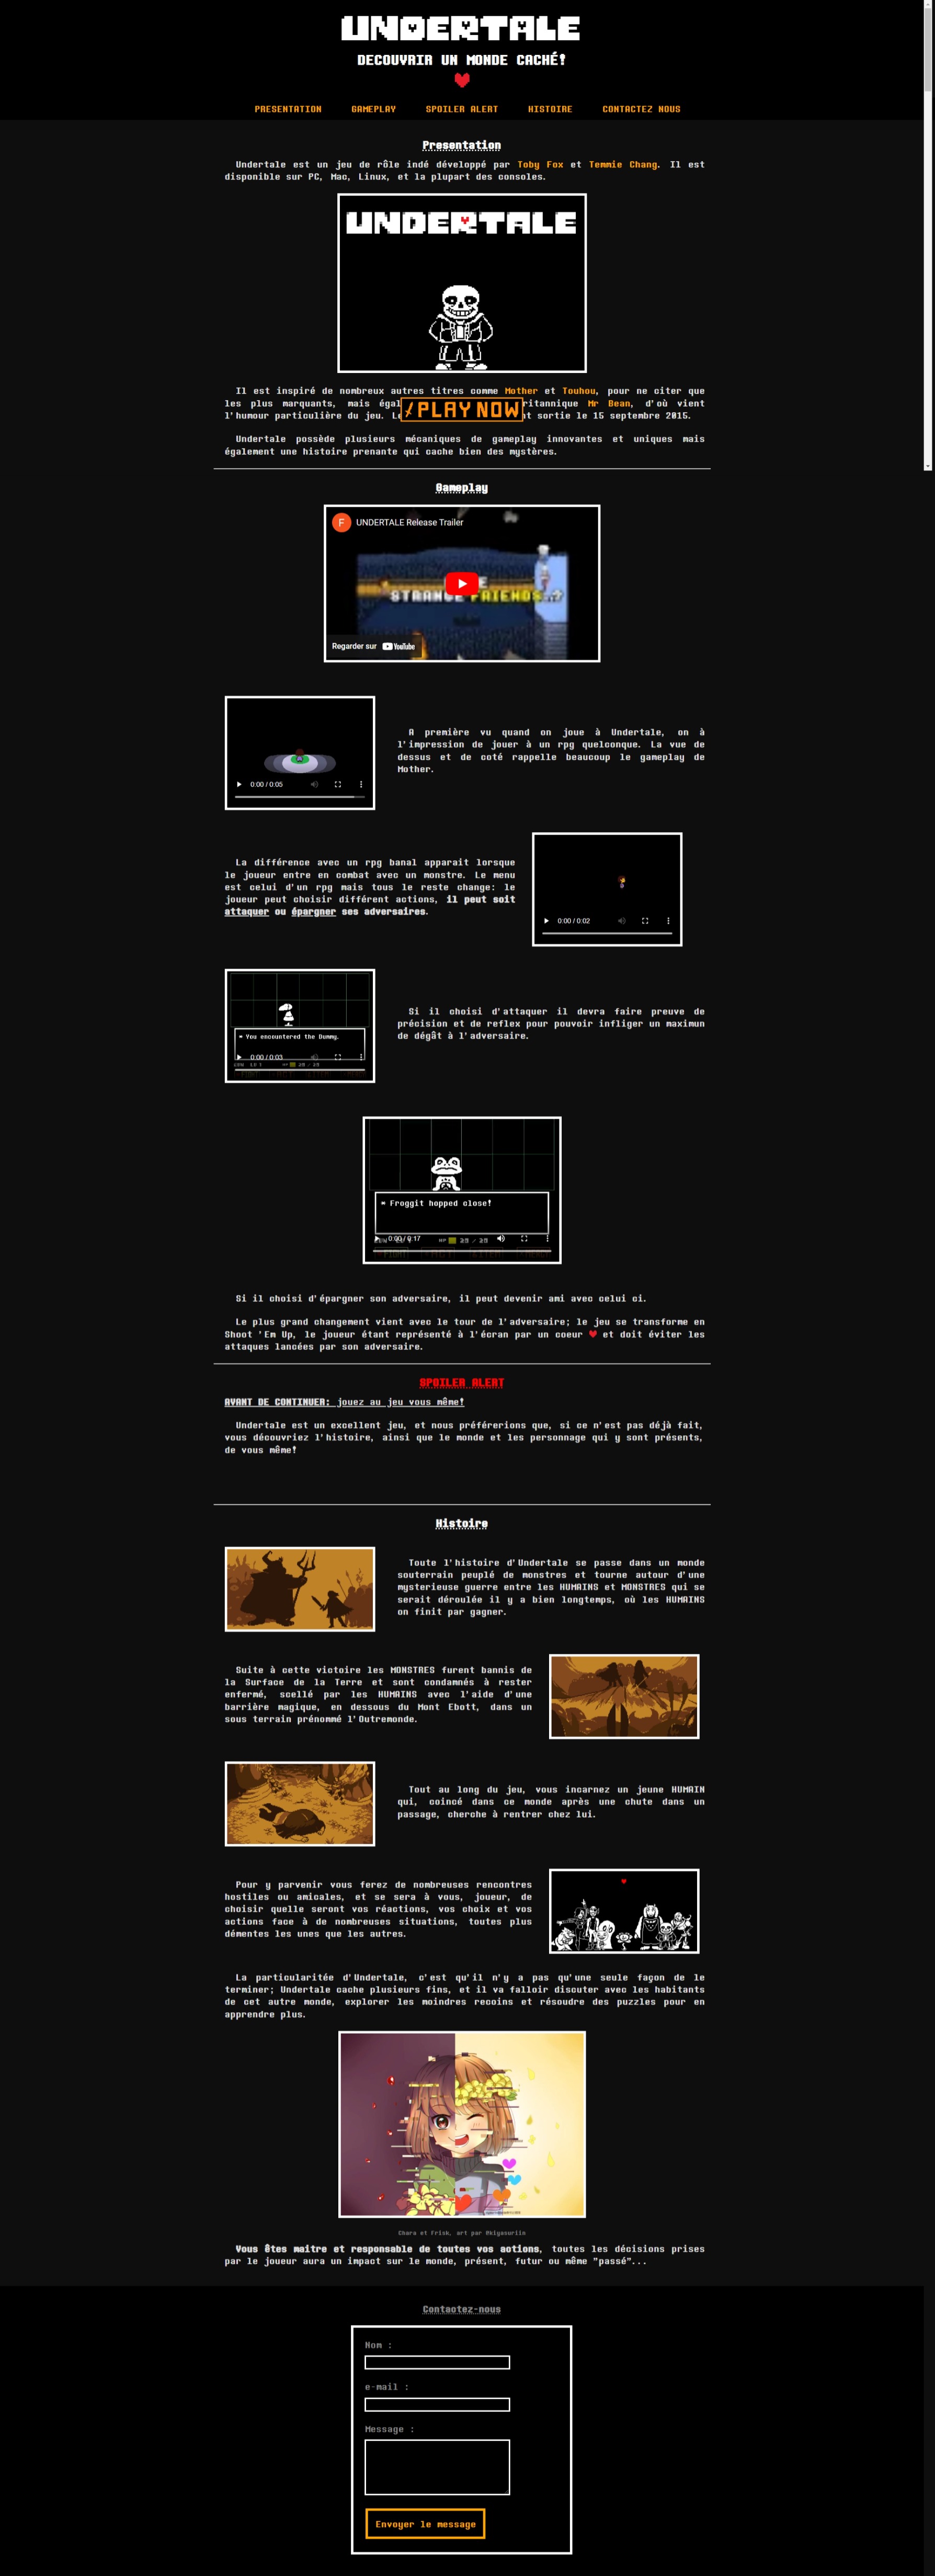 UNDERTALE
DECOUVRIR UN MONDE CACHÉ!
PRESENTATION GAMEPLAY SPOILER ALERT HISTOIRE CONTACTEZ NOUS
Presentation
Undertale est un jeu de rôle indé développé par Toby Fox et Temmie Chang. Il est
disponible sur PC, Mac, Linux, et la plupart des consoles.
UNDERTALE
Il est inspiré de nombreux autres titres comme Mother et Touhou, pour ne citer que
les plus marquants, mais Mr Bean, d'où vient
PLAY NOW
l'humour particulière du jeu. sortie le 15 septembre 2015.
Undertale possède plusieurs mécaniques de gameplay innovantes et uniques mais
également une histoire prenante qui cache bien des mystères.
Gameplay
F UNDERTALE Release Trailer
STRANGE FRIENDS..?
Regarder sur YouTube
A première vu quand on joue à Undertale, on à
l'impression de jouer à un rpg quelconque. La vue de
dessus et de coté rappelle beaucoup le gameplay de
Mother.
0:00 / 0:05
La différence avec un rpg banal apparait lorsque
le joueur entre en combat avec un monstre. Le menu
est celui d'un rpg mais tous le reste change: le
joueur peut choisir différent actions, il peut soit
attaquer ou épargner ses adversaires.
0:00 / 0:02
* You encountered the Dummy.
0:00 / 0:03
Si il choisi d'attaquer il devra faire preuve de
précision et de reflex pour pouvoir infliger un maximun
de dégât à l'adversaire.
* Froggit hopped close!
0:00 / 0:17
Si il choisi d'épargner son adversaire, il peut devenir ami avec celui ci.
Le plus grand changement vient avec le tour de l'adversaire; le jeu se transforme en
Shoot 'Em Up, le joueur étant représenté à l'écran par un coeur et doit éviter les
attaques lancées par son adversaire.
SPOILER ALERT
AVANT DE CONTINUER: jouez au jeu vous même!
Undertale est un excellent jeu, et nous préférerions que, si ce n'est pas déjà fait,
vous découvriez l'histoire, ainsi que le monde et les personnage qui y sont présents,
de vous même!
Histoire
Toute l'histoire d'Undertale se passe dans un monde
souterrain peuplé de monstres et tourne autour d'une
mysterieuse guerre entre les HUMAINS et MONSTRES qui se
serait déroulée il y a bien longtemps, où les HUMAINS
on finit par gagner.
Suite à cette victoire les MONSTRES furent bannis de
la Surface de la Terre et sont condamnés à rester
enfermé, scellé par les HUMAINS avec l'aide d'une
barrière magique, en dessous du Mont Ebott, dans un
sous terrain prénommé l'Outremonde.
Tout au long du jeu, vous incarnez un jeune HUMAIN
qui, coincé dans ce monde après une chute dans un
passage, cherche à rentrer chez lui.
Pour y parvenir vous ferez de nombreuses rencontres
hostiles ou amicales, et se sera à vous, joueur, de
choisir quelle seront vos réactions, vos choix et vos
actions face à de nombreuses situations, toutes plus
démentes les unes que les autres.
La particularitée d'Undertale, c'est qu'il n'y a pas qu'une seule façon de le
terminer; Undertale cache plusieurs fins, et il va falloir discuter avec les habitants
de cet autre monde, explorer les moindres recoins et résoudre des puzzles pour en
apprendre plus.
Chara et Frisk, art par @kiyasuriin
Vous êtes maitre et responsable de toutes vos actions, toutes les décisions prises
par le joueur aura un impact sur le monde, présent, futur ou même "passé"...
Contactez-nous
Nom :
e-mail :
Message :
Envoyer le message